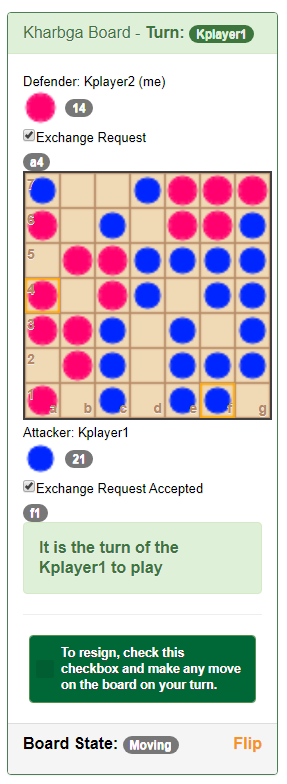 Kharbga Board - Turn: Kplayer1
Defender: Kplayer2 (me)
14
Exchange Request
a4
7
6
5
4
3
2
1 a b c d e f g
Attacker: Kplayer1
21
Exchange Request Accepted
f1
It is the turn of the
Kplayer1 to play
To resign, check this
checkbox and make any move
on the board on your turn.
Board State: Moving Flip